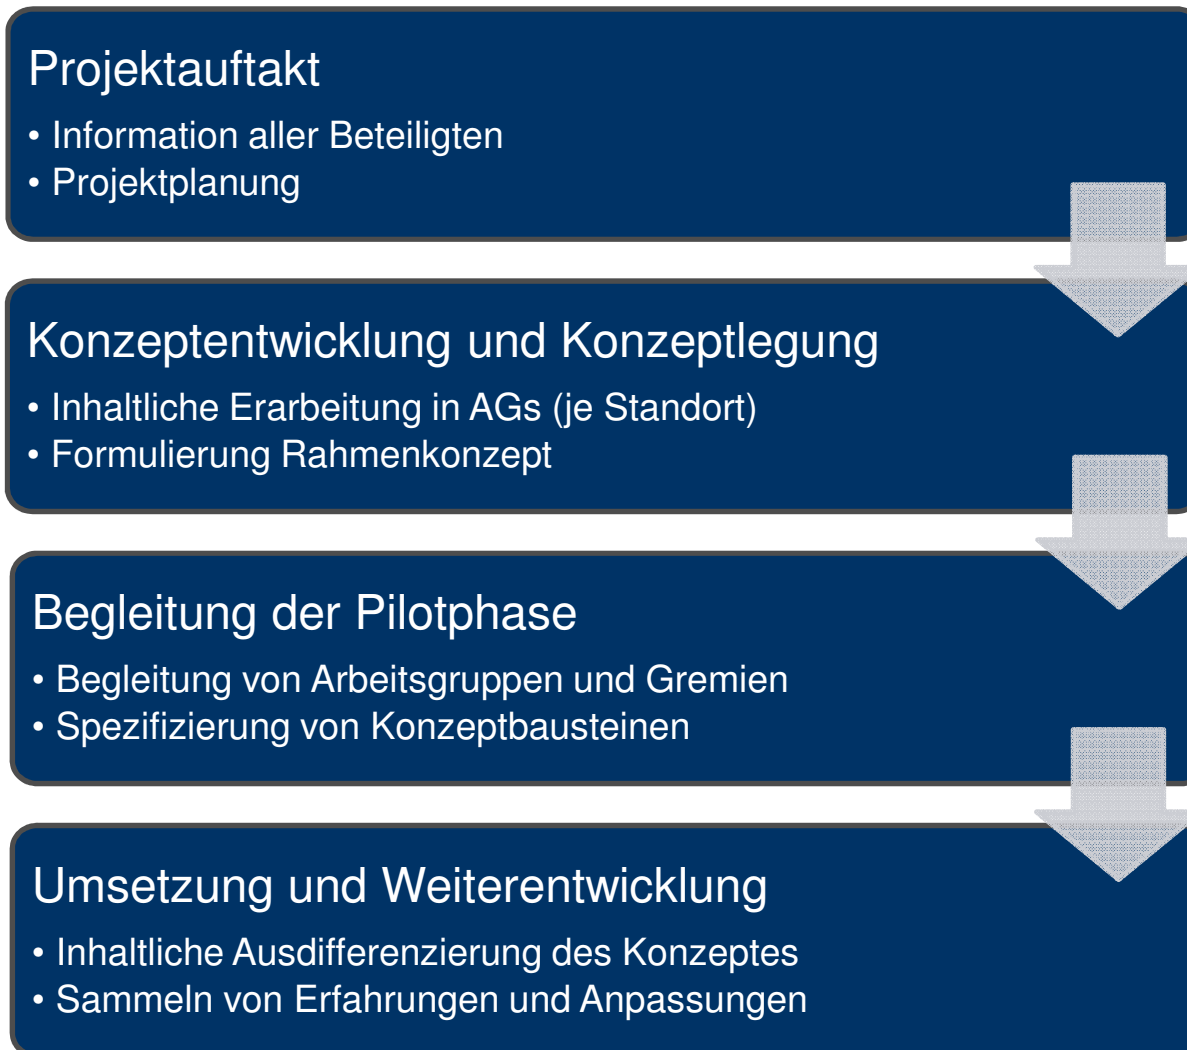 Projektauftakt
• Information aller Beteiligten
• Projektplanung
Konzeptentwicklung und Konzeptlegung
• Inhaltliche Erarbeitung in AGs (je Standort)
• Formulierung Rahmenkonzept
Begleitung der Pilotphase
• Begleitung von Arbeitsgruppen und Gremien
• Spezifizierung von Konzeptbausteinen
Umsetzung und Weiterentwicklung
• Inhaltliche Ausdifferenzierung des Konzeptes
• Sammeln von Erfahrungen und Anpassungen